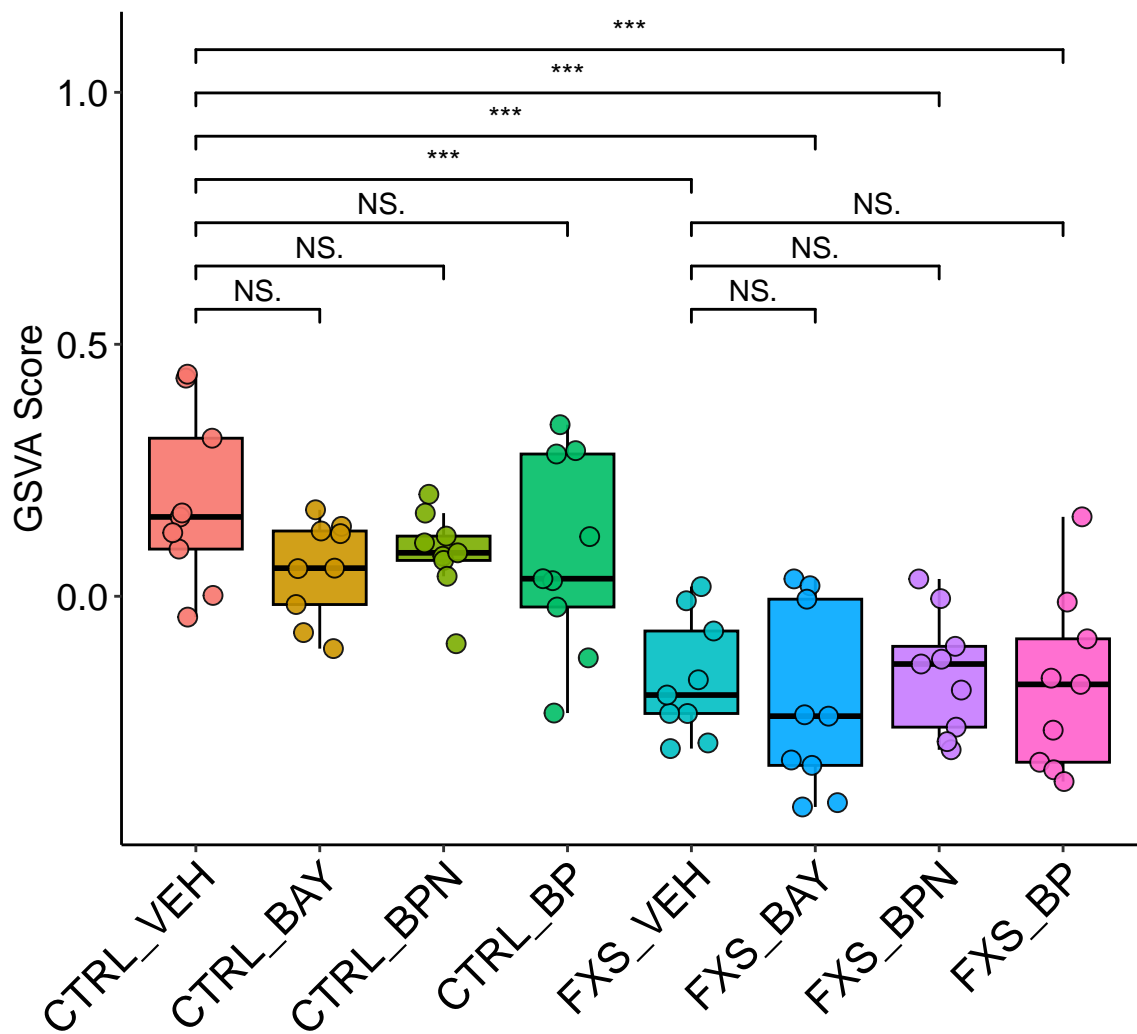 ***
***
1.0
***
***
NS.
NS.
NS.
NS.
NS.
NS.
0.5
GSVA Score
0.0
CTRL_VEH
CTRL_BAY
CTRL_BPN
CTRL_BP
FXS_VEH
FXS_BAY
FXS_BPN
FXS_BP